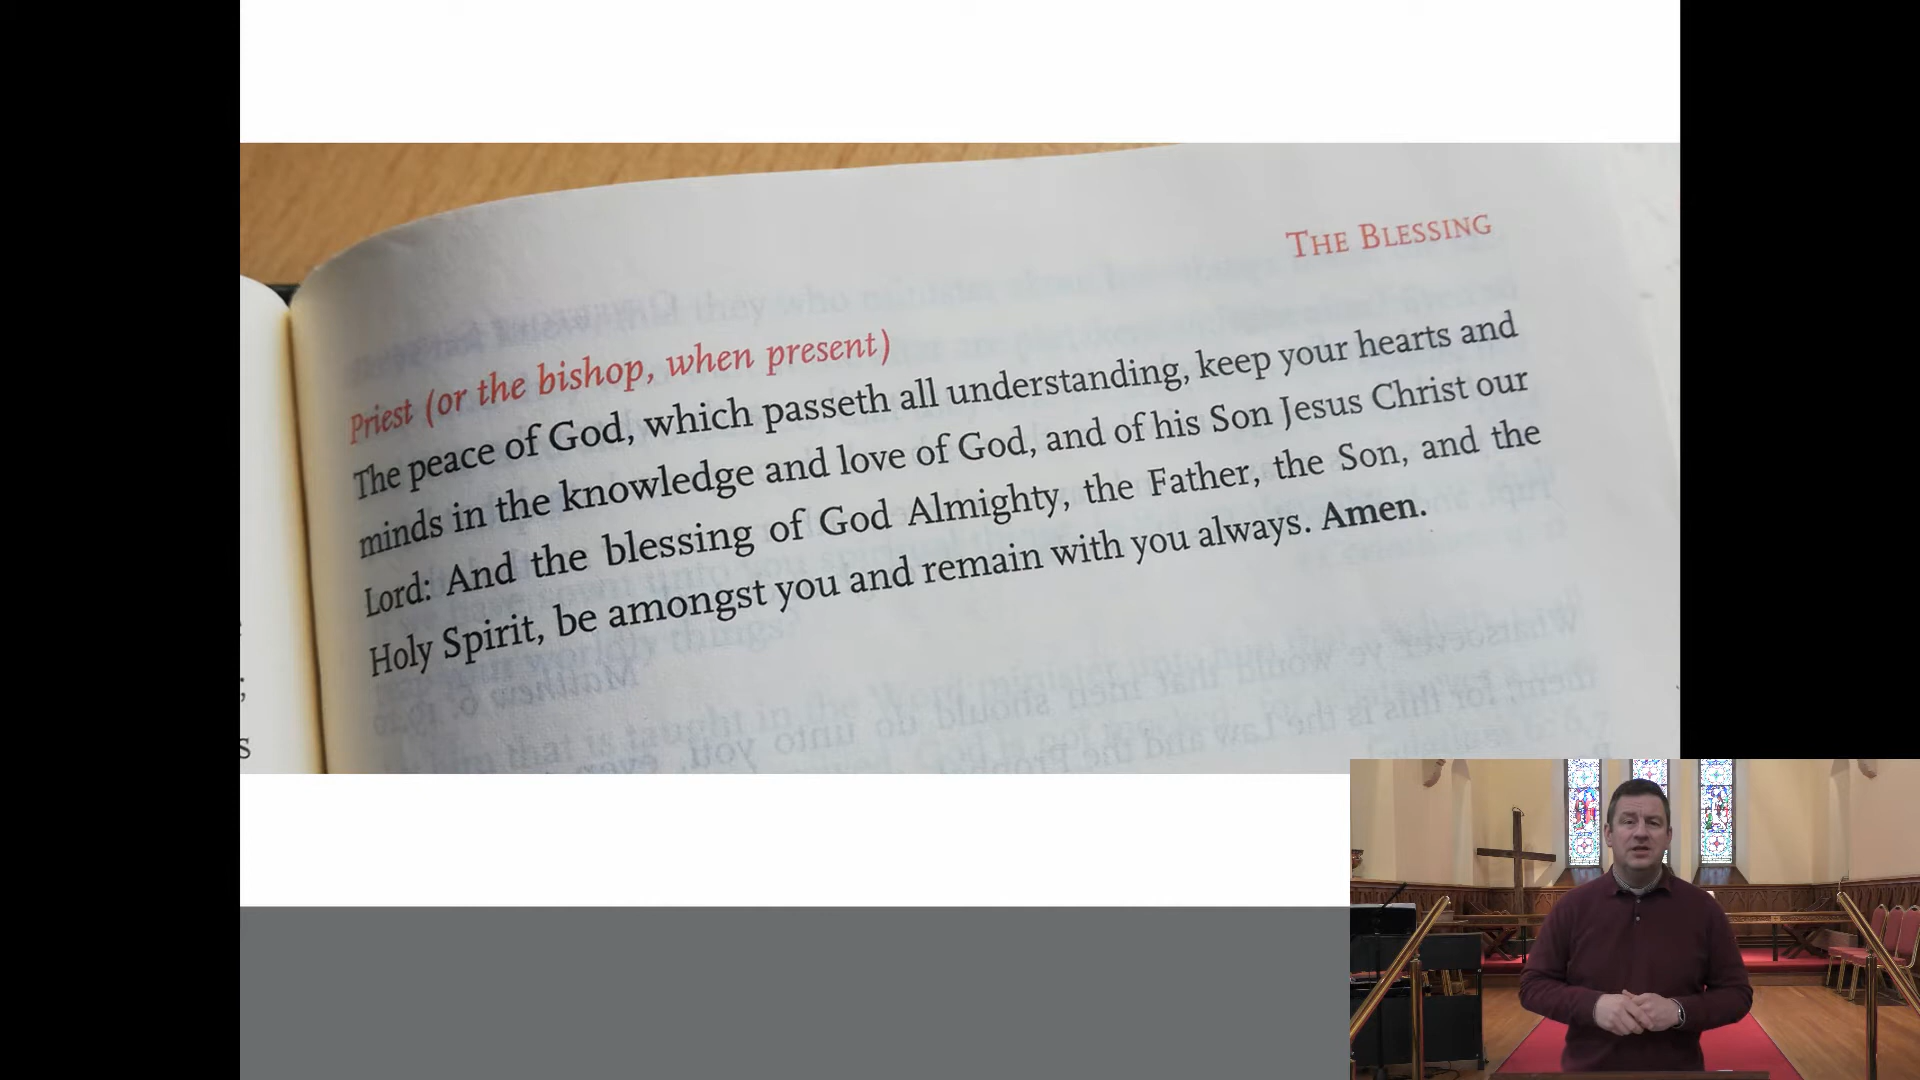 THE BLESSING
Priest (or the bishop, when present)
The peace of God, which passeth all understanding, keep your hearts and
minds in the knowledge and love of God, and of his Son Jesus Christ our
Lord: And the blessing of God Almighty, the Father, the Son, and the
Holy Spirit, be amongst you and remain with you always. Amen.